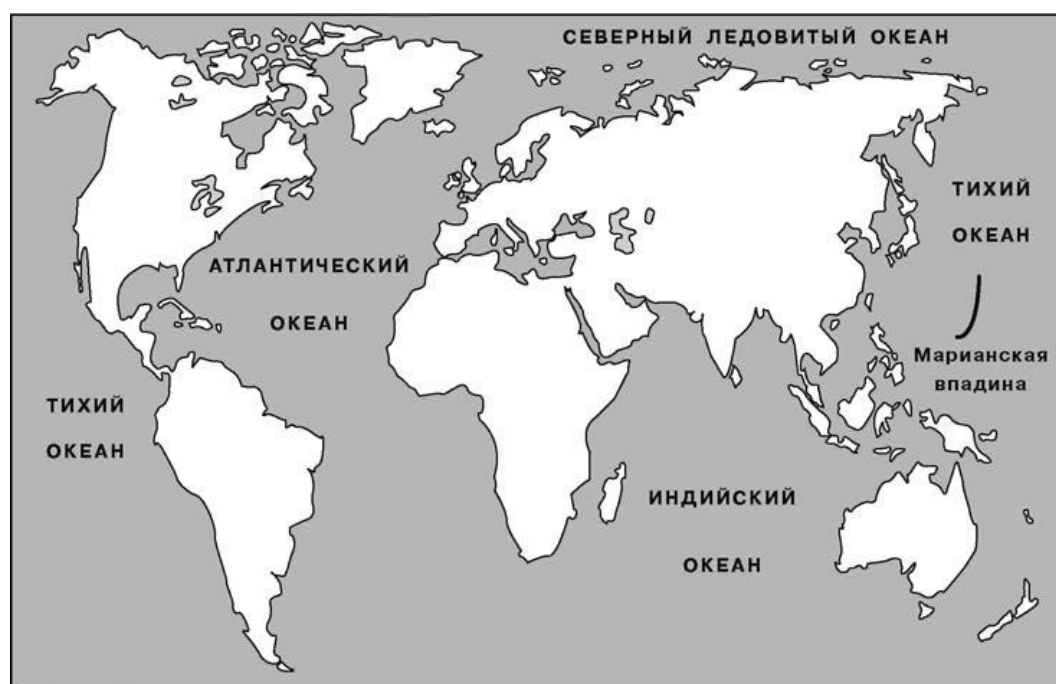 СЕВЕРНЫЙ ЛЕДОВИТЫЙ ОКЕАН
ТИХИЙ
ОКЕАН
АТЛАНТИЧЕСКИЙ
ОКЕАН
Марианская
впадина
ТИХИЙ
ОКЕАН
ИНДИЙСКИЙ
ОКЕАН